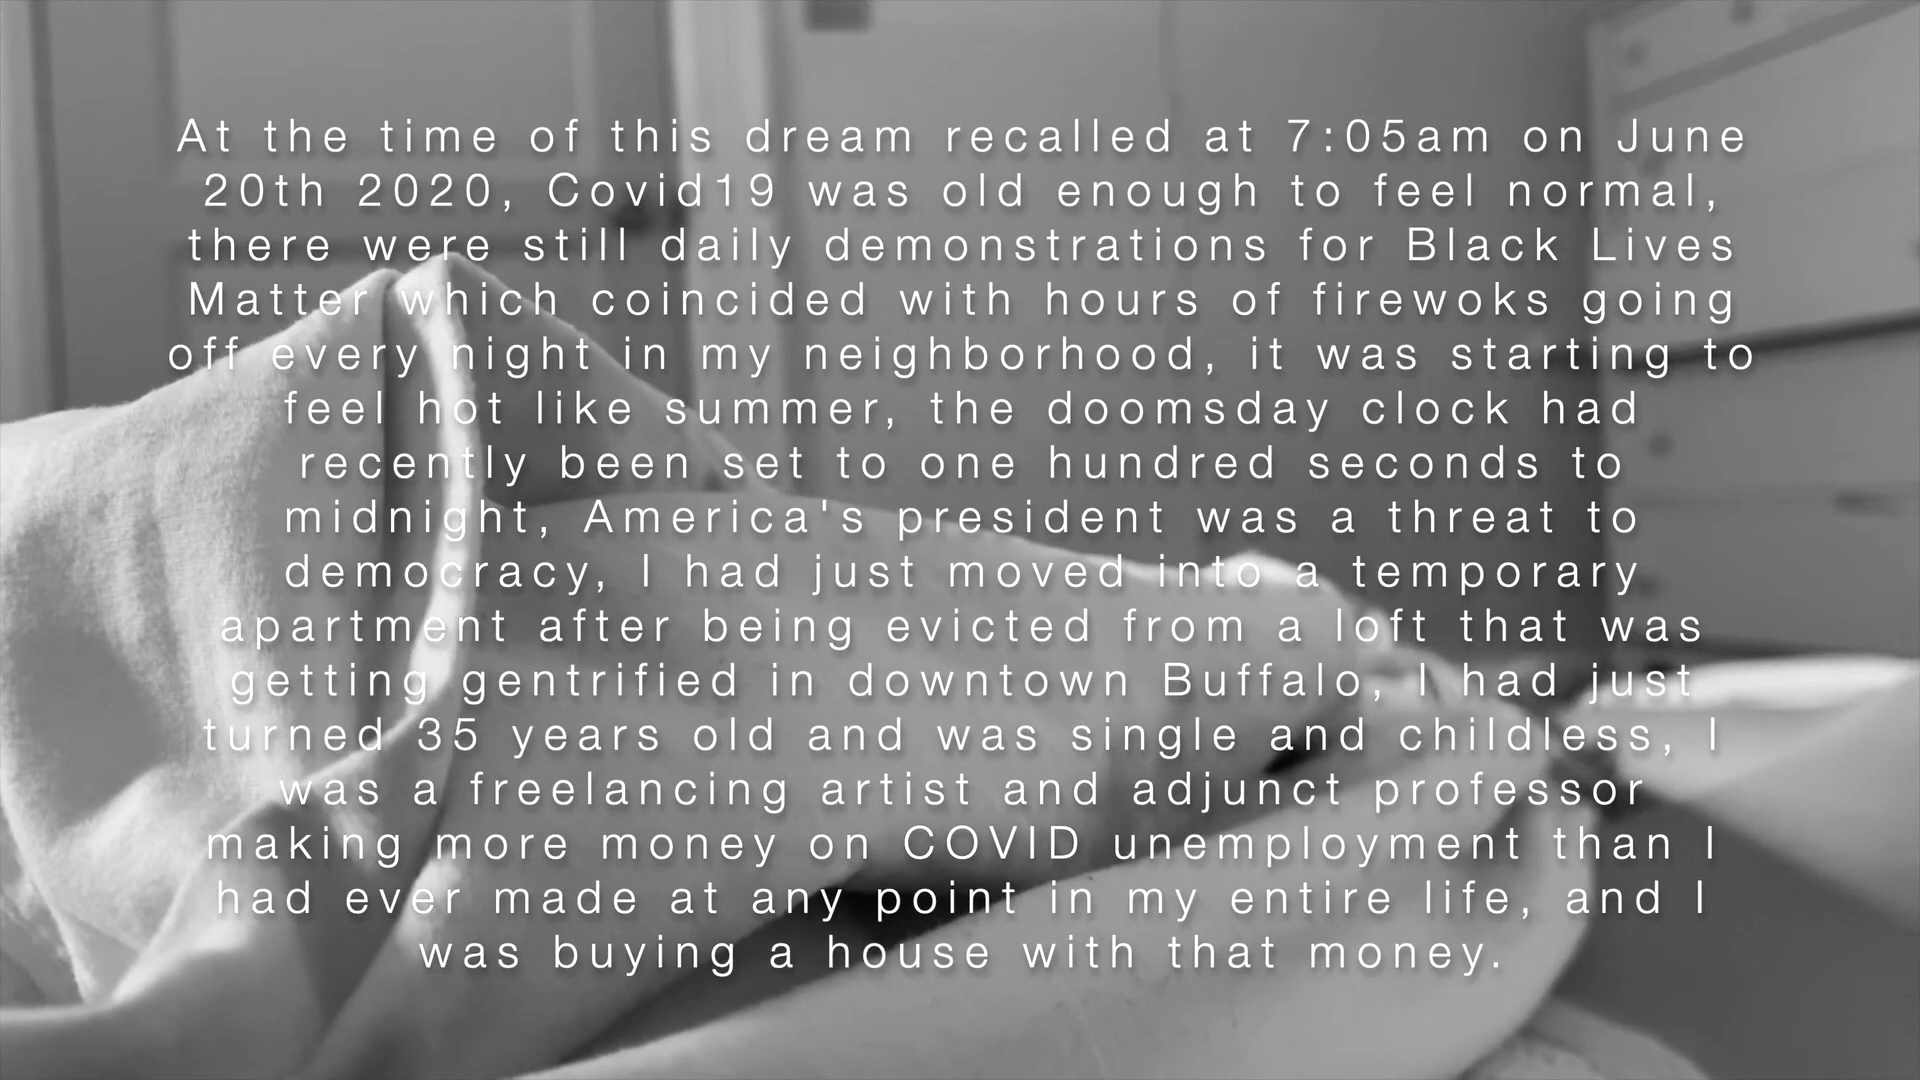 At the time of this dream recalled at 7:05am on June
20th 2020, Covid19 was old enough to feel normal,
there were still daily demonstrations for Black Lives
Matter which coincided with hours of firewoks going
off every night in my neighborhood, it was starting to
feel hot like summer, the doomsday clock had
recently been set to one hundred seconds to
midnight, America's president was a threat to
democracy, I had just moved into a temporary
apartment after being evicted from a loft that was
getting gentrified in downtown Buffalo, I had just
turned 35 years old and was single and childless, I
was a freelancing artist and adjunct professor
making more money on COVID unemployment than I
had ever made at any point in my entire life, and I
was buying a house with that money.